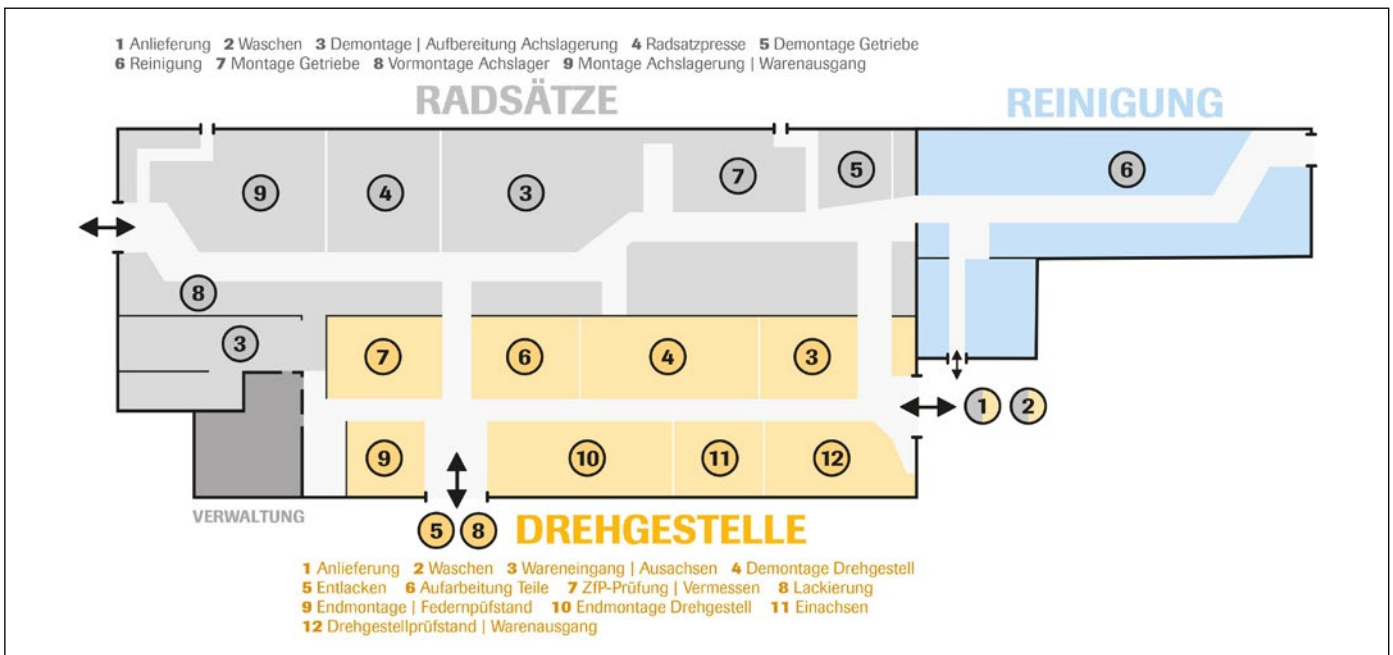 1 Anlieferung 2 Waschen 3 Demontage | Aufbereitung Achslagerung 4 Radsatzpresse 5 Demontage Getriebe
6 Reinigung 7 Montage Getriebe 8 Vormontage Achslager 9 Montage Achslagerung | Warenausgang
RADSÄTZE
REINIGUNG
9 4 3 7 5 6
8
3
7 6 4 3
1 2
9 10 11 12
VERWALTUNG
5 8
DREHGESTELLE
1 Anlieferung 2 Waschen 3 Wareneingang | Ausachsen 4 Demontage Drehgestell
5 Entlacken 6 Aufarbeitung Teile 7 ZfP-Prüfung | Vermessen 8 Lackierung
9 Endmontage | Federnpüfstand 10 Endmontage Drehgestell 11 Einachsen
12 Drehgestellprüfstand | Warenausgang